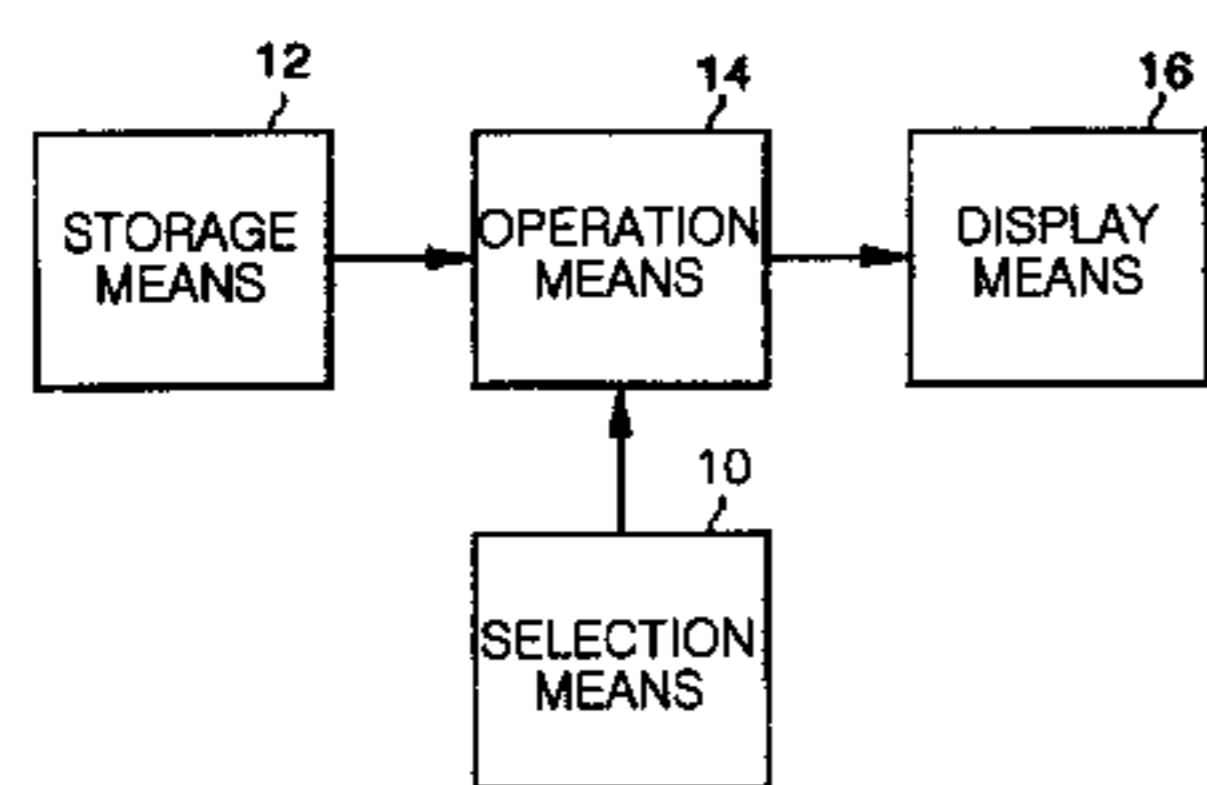 12
14
16
STORAGE
MEANS
OPERATION
MEANS
DISPLAY
MEANS
10
SELECTION
MEANS